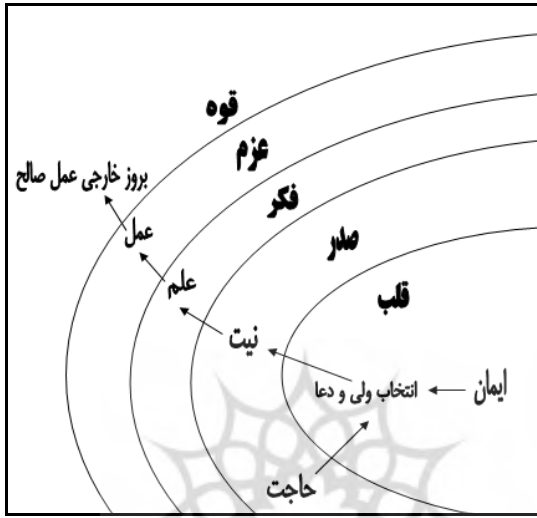 قوه
عزم
فکر
صدر
قلب
بروز خارجی عمل صالح
عمل
علم
نیت
انتخاب ولی و دعا
ایمان
حاجت